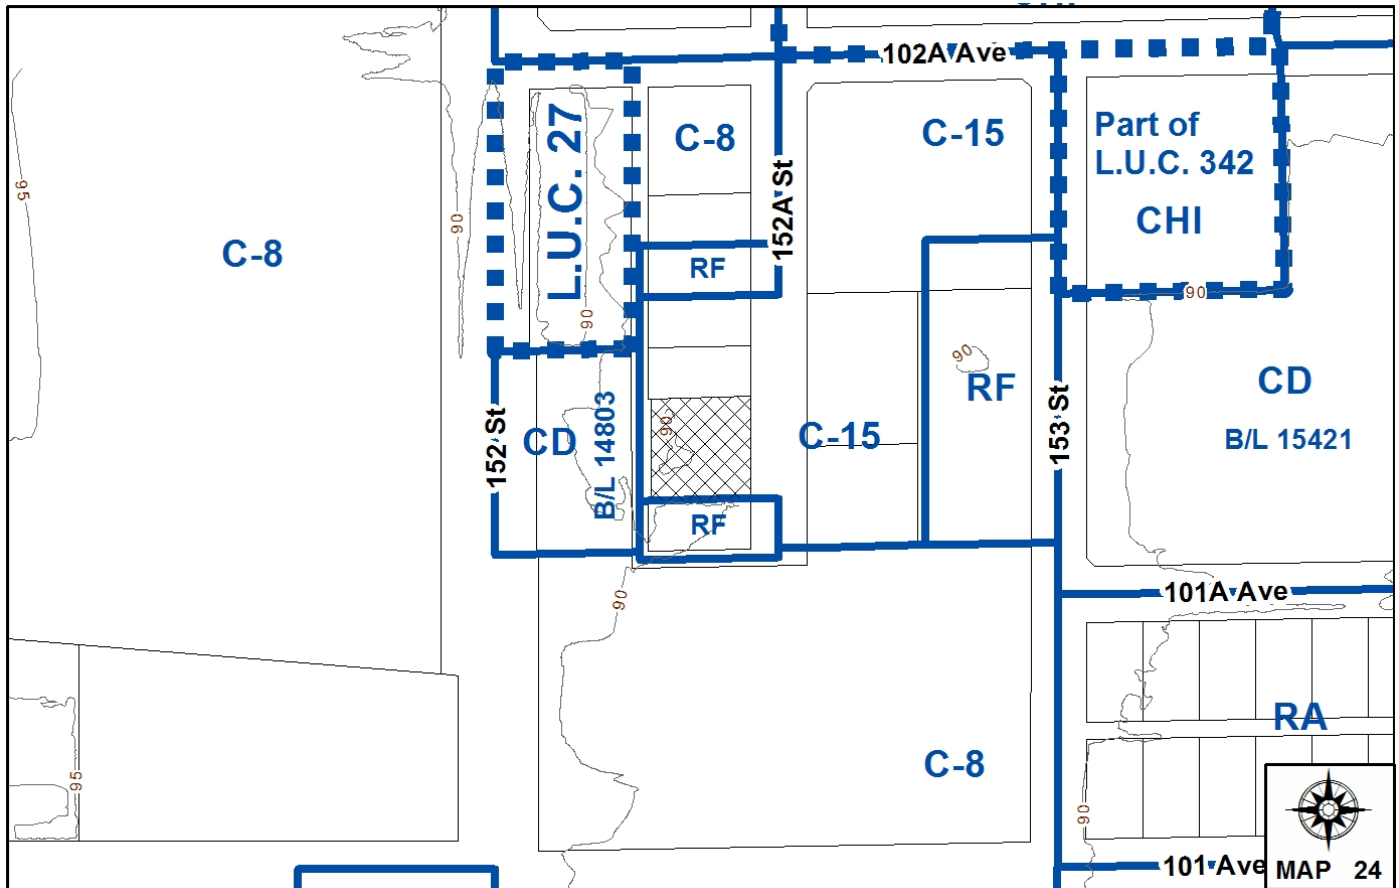 102A Ave
95
90
C-8
L.U.C. 27
90
C-8
152A St
RF
C-15
Part of
L.U.C. 342
CHI
90
152 St
CD
B/L 14803
90
C-15
90
RF
153 St
CD
B/L 15421
RF
90
101A Ave
RA
C-8
95
90
101 Ave
MAP 24